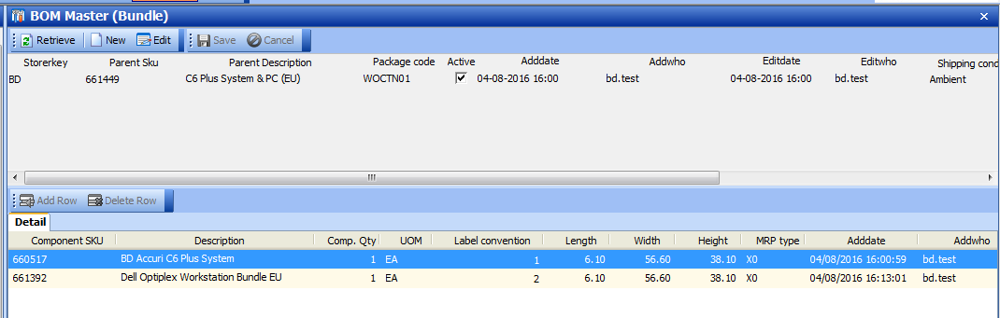 BOM Master (Bundle)
Retrieve New Edit Save Cancel
Storerkey Parent Sku Parent Description Package code Active Adddate Addwho Editdate Editwho Shipping cond
BD 661449 C6 Plus System & PC (EU) WOCTN01 04-08-2016 16:00 bd.test 04-08-2016 16:00 bd.test Ambient
Add Row Delete Row
Detail
Component SKU Description Comp. Qty UOM Label convention Length Width Height MRP type Adddate Addwho
660517 BD Accuri C6 Plus System 1 EA 1 6.10 56.60 38.10 X0 04/08/2016 16:00:59 bd.test
661392 Dell Optiplex Workstation Bundle EU 1 EA 2 6.10 56.60 38.10 X0 04/08/2016 16:13:01 bd.test